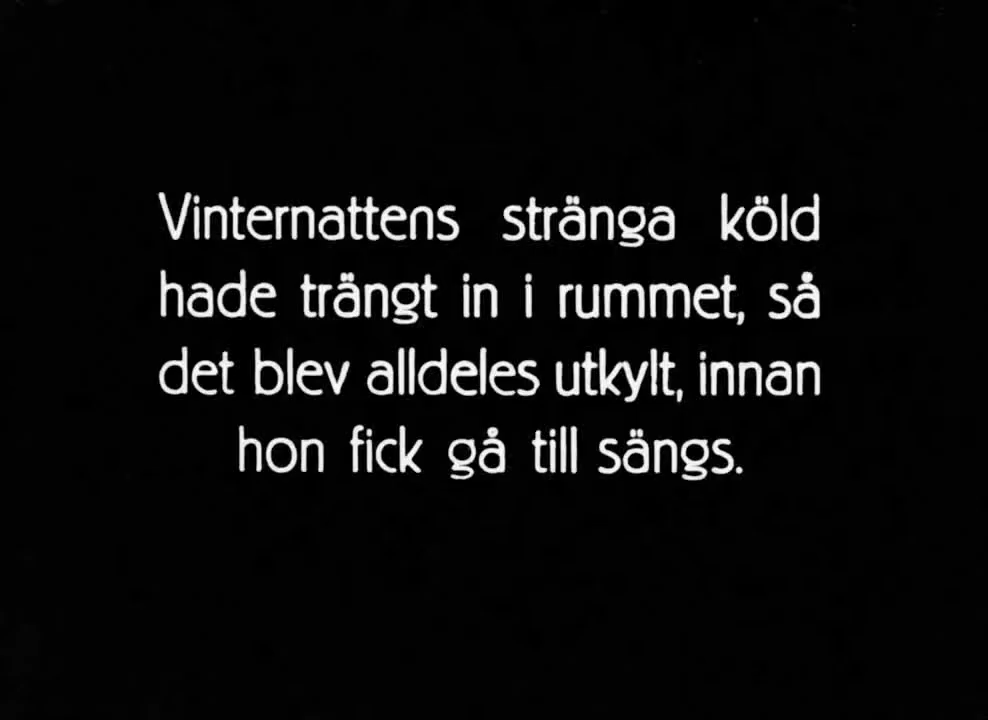 Vinternattens stränga köld
hade trängt in i rummet, så
det blev alldeles utkylt, innan
hon fick gå till sängs.